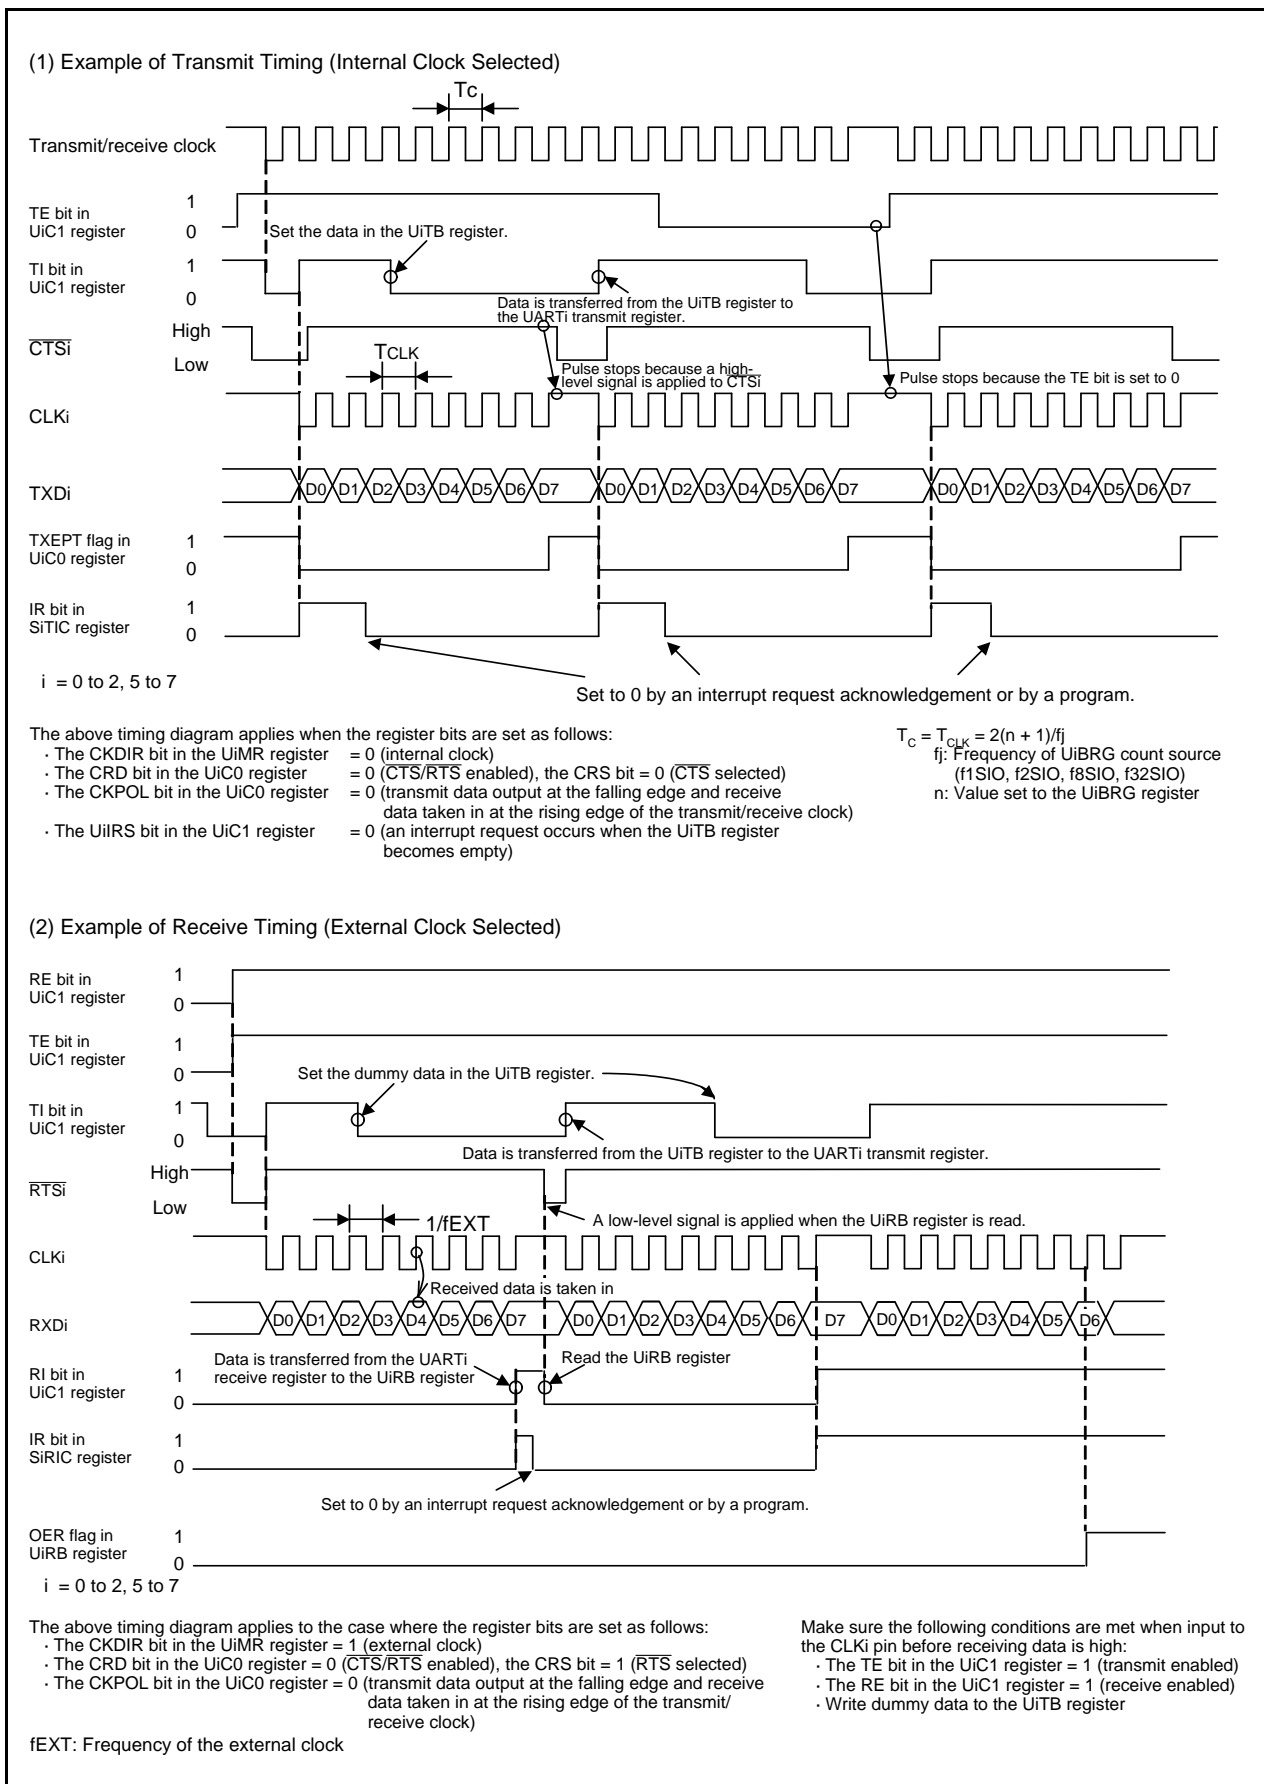 (1) Example of Transmit Timing (Internal Clock Selected)
Tc
Transmit/receive clock
TE bit in
UiC1 register
1
0
Set the data in the UiTB register.
TI bit in
UiC1 register
1
0
Data is transferred from the UiTB register to
the UARTi transmit register.
CTSi
High
Low
TCLK
Pulse stops because a high-
level signal is applied to CTSi
Pulse stops because the TE bit is set to 0
CLKi
TXDi
D0 D1 D2 D3 D4 D5 D6 D7 D0 D1 D2 D3 D4 D5 D6 D7 D0 D1 D2 D3 D4 D5 D6 D7
TXEPT flag in
UiC0 register
1
0
IR bit in
SiTIC register
1
0
i = 0 to 2, 5 to 7
Set to 0 by an interrupt request acknowledgement or by a program.
The above timing diagram applies when the register bits are set as follows:
· The CKDIR bit in the UiMR register = 0 (internal clock)
· The CRD bit in the UiC0 register = 0 (CTS/RTS enabled), the CRS bit = 0 (CTS selected)
· The CKPOL bit in the UiC0 register = 0 (transmit data output at the falling edge and receive
data taken in at the rising edge of the transmit/receive clock)
· The UiIRS bit in the UiC1 register = 0 (an interrupt request occurs when the UiTB register
becomes empty)
TC = TCLK = 2(n + 1)/fj
fj: Frequency of UiBRG count source
(f1SIO, f2SIO, f8SIO, f32SIO)
n: Value set to the UiBRG register
(2) Example of Receive Timing (External Clock Selected)
RE bit in
UiC1 register
1
0
TE bit in
UiC1 register
1
0
Set the dummy data in the UiTB register.
TI bit in
UiC1 register
1
0
Data is transferred from the UiTB register to the UARTi transmit register.
RTSi
High
Low
1/fEXT
A low-level signal is applied when the UiRB register is read.
CLKi
Received data is taken in
RXDi
D0 D1 D2 D3 D4 D5 D6 D7 D0 D1 D2 D3 D4 D5 D6 D7 D0 D1 D2 D3 D4 D5 D6
Data is transferred from the UARTi
receive register to the UiRB register
Read the UiRB register
RI bit in
UiC1 register
1
0
IR bit in
SiRIC register
1
0
Set to 0 by an interrupt request acknowledgement or by a program.
OER flag in
UiRB register
1
0
i = 0 to 2, 5 to 7
The above timing diagram applies to the case where the register bits are set as follows:
· The CKDIR bit in the UiMR register = 1 (external clock)
· The CRD bit in the UiC0 register = 0 (CTS/RTS enabled), the CRS bit = 1 (RTS selected)
· The CKPOL bit in the UiC0 register = 0 (transmit data output at the falling edge and receive
data taken in at the rising edge of the transmit/
receive clock)
fEXT: Frequency of the external clock
Make sure the following conditions are met when input to
the CLKi pin before receiving data is high:
· The TE bit in the UiC1 register = 1 (transmit enabled)
· The RE bit in the UiC1 register = 1 (receive enabled)
· Write dummy data to the UiTB register